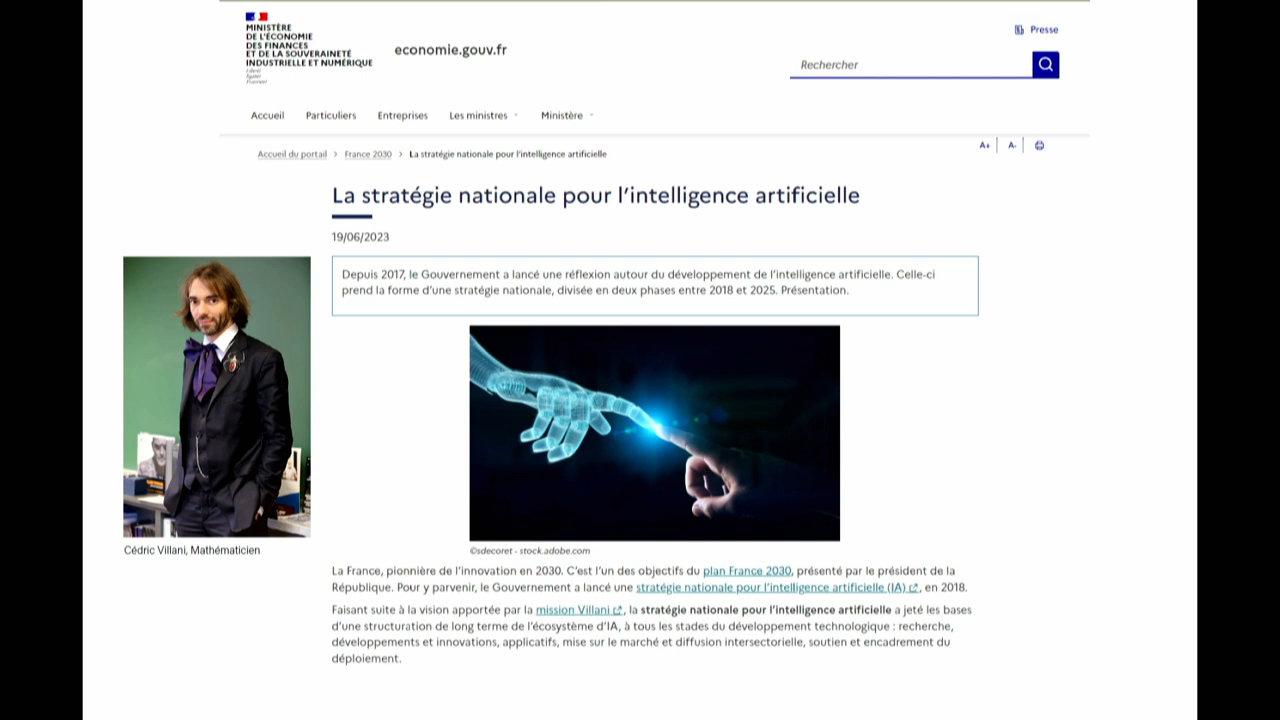 MINISTÈRE
DE L'ÉCONOMIE
DES FINANCES
ET DE LA SOUVERAINETÉ
INDUSTRIELLE ET NUMÉRIQUE
Liberté
Égalité
Fraternité
economie.gouv.fr
Presse
Rechercher
Accueil Particuliers Entreprises Les ministres Ministère
A+ A-
Accueil du portail > France 2030 > La stratégie nationale pour l'intelligence artificielle
La stratégie nationale pour l'intelligence artificielle
19/06/2023
Depuis 2017, le Gouvernement a lancé une réflexion autour du développement de l'intelligence artificielle. Celle-ci
prend la forme d'une stratégie nationale, divisée en deux phases entre 2018 et 2025. Présentation.
Cédric Villani, Mathématicien
©sdecoret - stock.adobe.com
La France, pionnière de l'innovation en 2030. C'est l'un des objectifs du plan France 2030, présenté par le président de la
République. Pour y parvenir, le Gouvernement a lancé une stratégie nationale pour l'intelligence artificielle (IA), en 2018.
Faisant suite à la vision apportée par la mission Villani, la stratégie nationale pour l'intelligence artificielle a jeté les bases
d'une structuration de long terme de l'écosystème d'IA, à tous les stades du développement technologique : recherche,
développements et innovations, applicatifs, mise sur le marché et diffusion intersectorielle, soutien et encadrement du
déploiement.